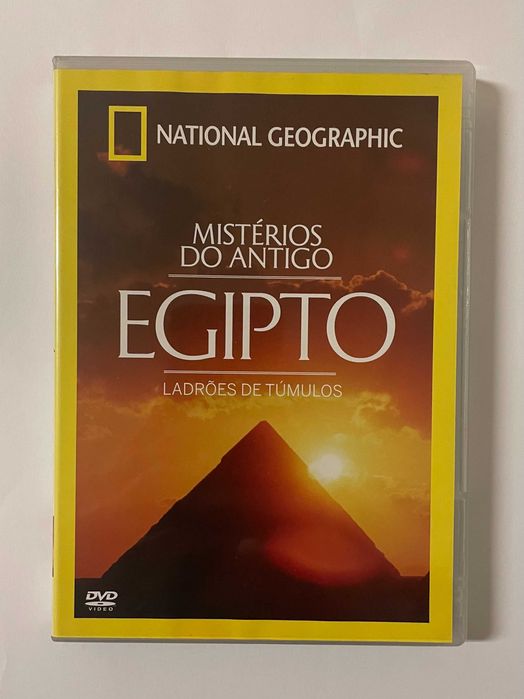 NATIONAL GEOGRAPHIC
MISTÉRIOS
DO ANTIGO
EGIPTO
LADRÕES DE TÚMULOS
DVD
VIDEO